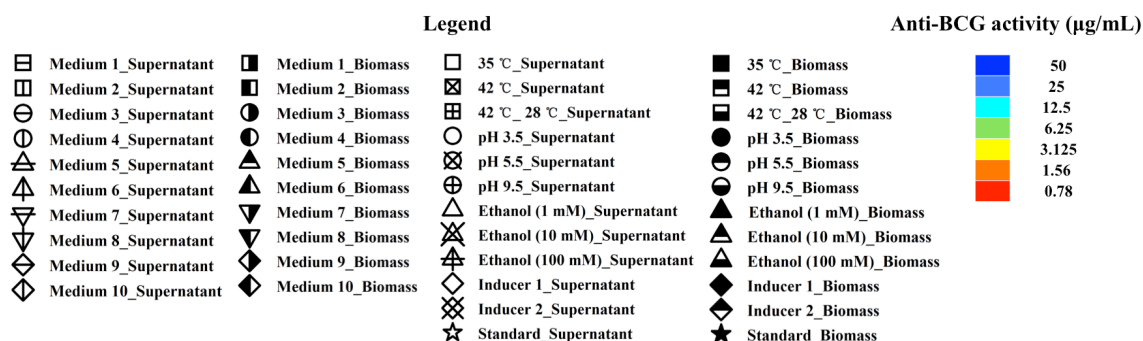 Legend
Anti-BCG activity (μg/mL)
Medium 1_Supernatant
Medium 2_Supernatant
Medium 3_Supernatant
Medium 4_Supernatant
Medium 5_Supernatant
Medium 6_Supernatant
Medium 7_Supernatant
Medium 8_Supernatant
Medium 9_Supernatant
Medium 10_Supernatant
Medium 1_Biomass
Medium 2_Biomass
Medium 3_Biomass
Medium 4_Biomass
Medium 5_Biomass
Medium 6_Biomass
Medium 7_Biomass
Medium 8_Biomass
Medium 9_Biomass
Medium 10_Biomass
35 ℃_Supernatant
42 ℃_Supernatant
42 ℃_28 ℃_Supernatant
pH 3.5_Supernatant
pH 5.5_Supernatant
pH 9.5_Supernatant
Ethanol (1 mM)_Supernatant
Ethanol (10 mM)_Supernatant
Ethanol (100 mM)_Supernatant
Inducer 1_Supernatant
Inducer 2_Supernatant
Standard_Supernatant
35 ℃_Biomass
42 ℃_Biomass
42 ℃_28 ℃_Biomass
pH 3.5_Biomass
pH 5.5_Biomass
pH 9.5_Biomass
Ethanol (1 mM)_Biomass
Ethanol (10 mM)_Biomass
Ethanol (100 mM)_Biomass
Inducer 1_Biomass
Inducer 2_Biomass
Standard_Biomass
50
25
12.5
6.25
3.125
1.56
0.78